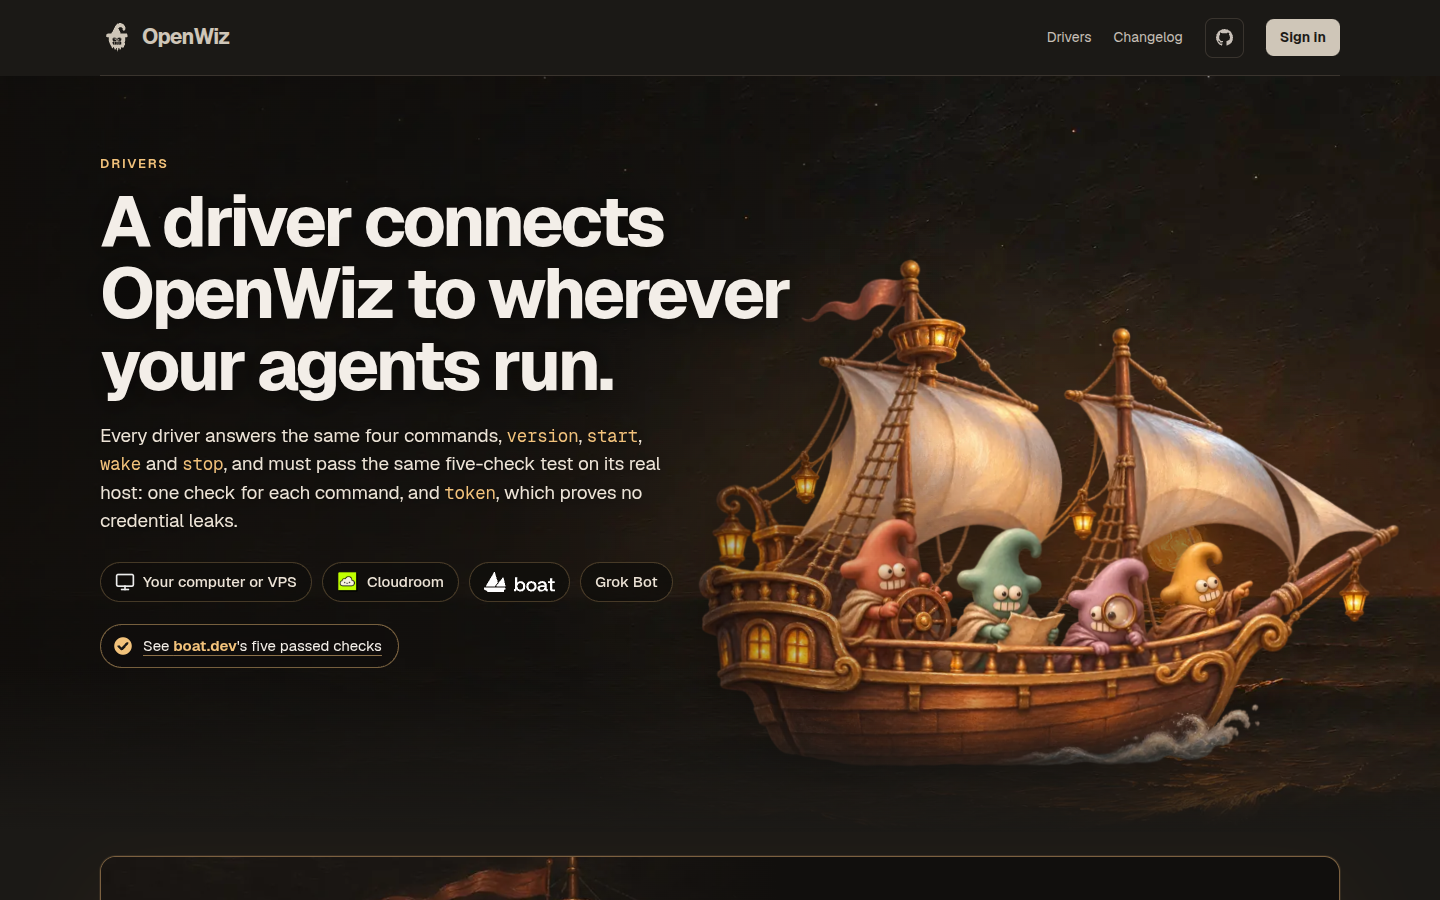 OpenWiz
Drivers
Changelog
Sign in
DRIVERS
A driver connects
OpenWiz to wherever
your agents run.
Every driver answers the same four commands, version, start,
wake and stop, and must pass the same five-check test on its real
host: one check for each command, and token, which proves no
credential leaks.
Your computer or VPS
Cloudroom
boat
Grok Bot
See boat.dev's five passed checks